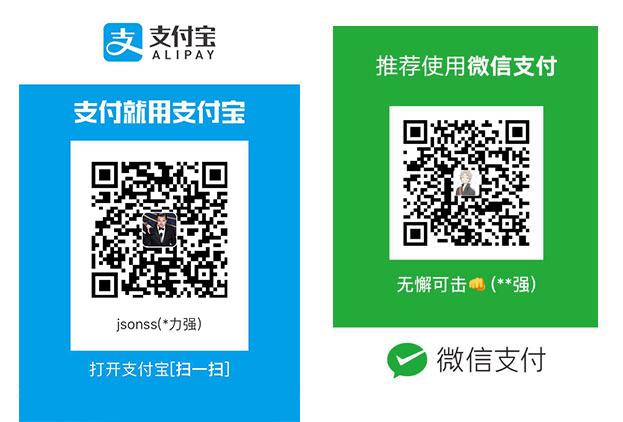 支付宝
ALIPAY
支付就用支付宝
jsonss(*力强)
打开支付宝[扫一扫]
推荐使用微信支付
无懈可击👊 (**强)
微信支付